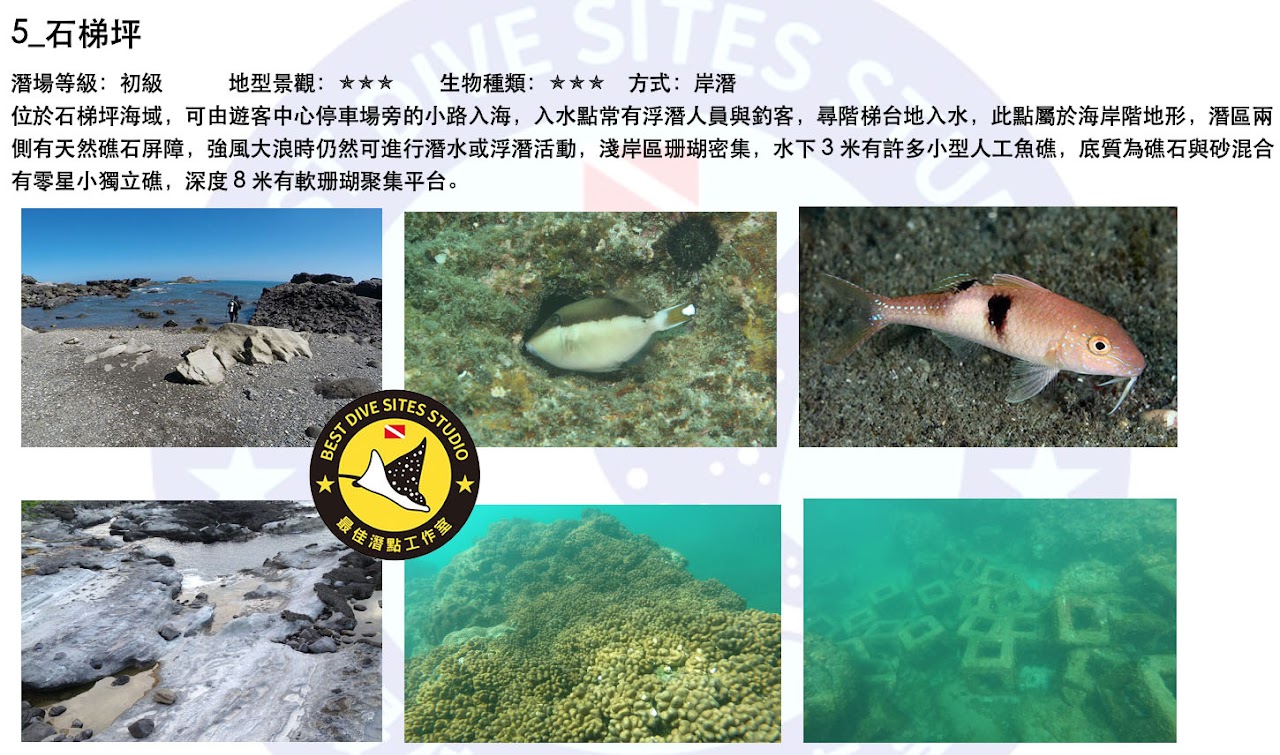 5_石梯坪
潛場等級：初級 地型景觀：★★★ 生物種類：★★★ 方式：岸潛
位於石梯坪海域，可由遊客中心停車場旁的小路入海，入水點常有浮潛人員與釣客，尋階梯台地入水，此點屬於海岸階地形，潛區兩
側有天然礁石屏障，強風大浪時仍然可進行潛水或浮潛活動，淺岸區珊瑚密集，水下 3 米有許多小型人工魚礁，底質為礁石與砂混合
有零星小獨立礁，深度 8 米有軟珊瑚聚集平台。
BEST DIVE SITES STUDIO
最佳潛點工作室
BEST DIVE SITES STUDIO